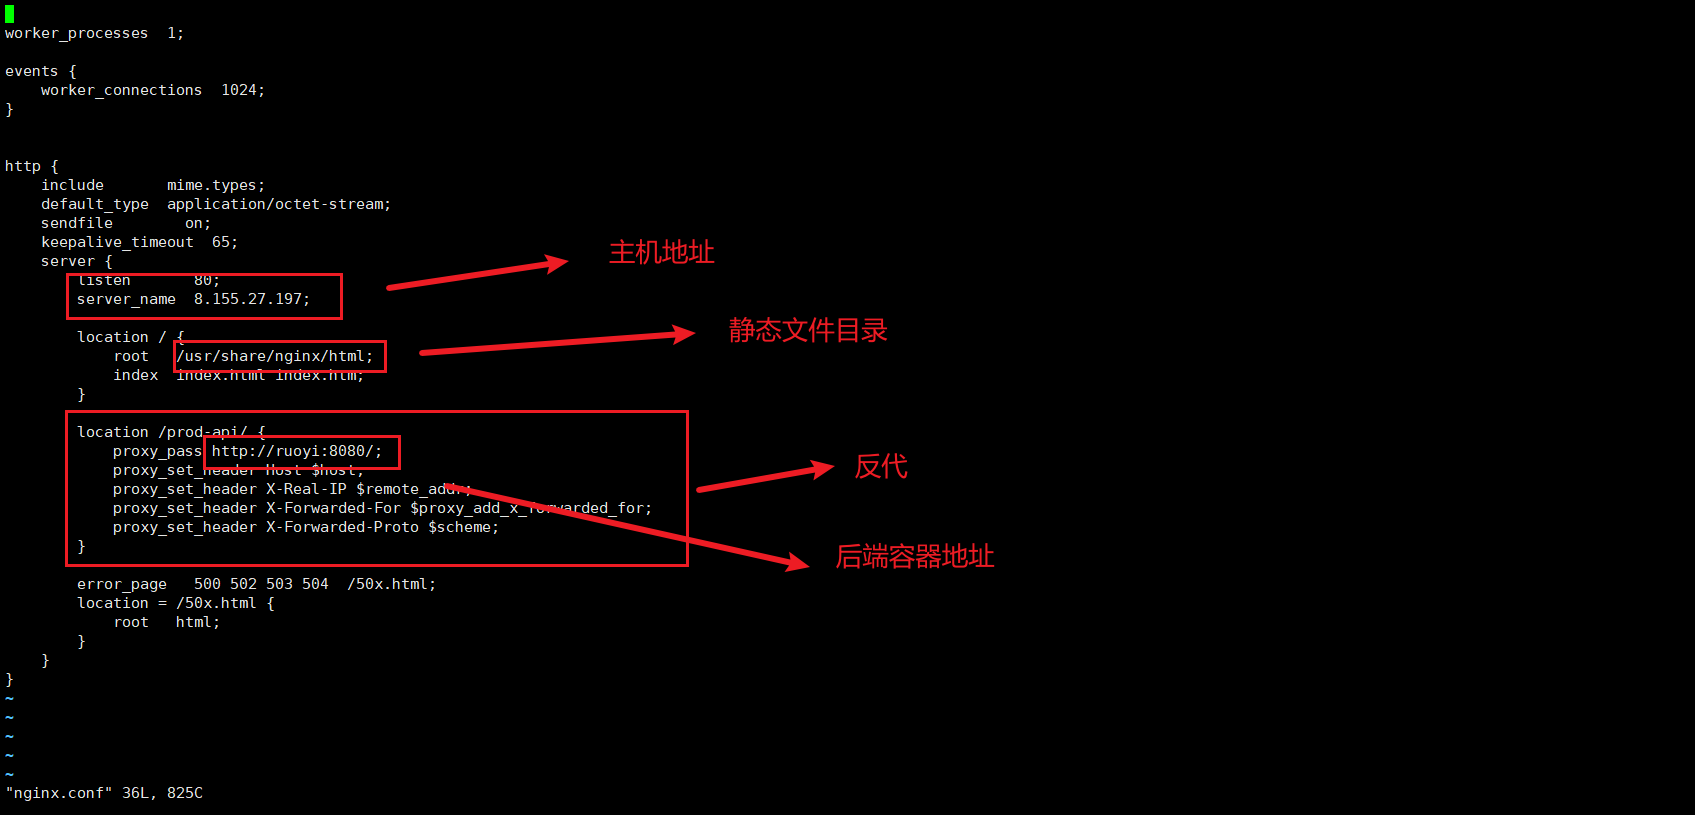 worker_processes  1;
events {
    worker_connections  1024;
}
http {
    include       mime.types;
    default_type  application/octet-stream;
    sendfile        on;
    keepalive_timeout  65;
    server {
主机地址
        listen       80;
        server_name  8.155.27.197;
        location / {
静态文件目录
            root   /usr/share/nginx/html;
            index  index.html index.htm;
        }
        location /prod-api/ {
            proxy_pass http://ruoyi:8080/;
反代
            proxy_set_header Host $host;
            proxy_set_header X-Real-IP $remote_addr;
            proxy_set_header X-Forwarded-For $proxy_add_x_forwarded_for;
            proxy_set_header X-Forwarded-Proto $scheme;
        }
后端容器地址
        error_page   500 502 503 504  /50x.html;
        location = /50x.html {
            root   html;
        }
    }
}
~
~
~
~
~
"nginx.conf" 36L, 825C